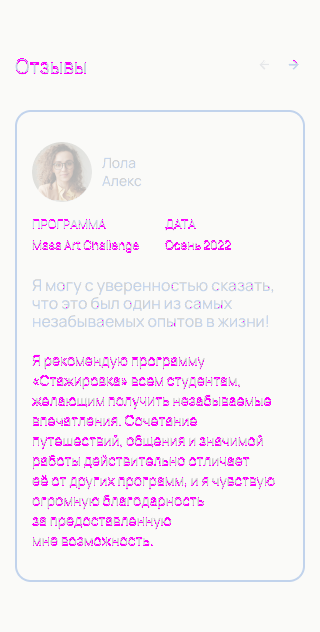 Отзывы
Лола
Алекс
ПРОГРАММА ДАТА
Mass Art Challenge Осень 2022
Я могу с уверенностью сказать,
что это был один из самых
незабываемых опытов в жизни!
Я рекомендую программу
«Стажировка» всем студентам,
желающим получить незабываемые
впечатления. Сочетание
путешествий, общения и значимой
работы действительно отличает
её от других программ, и я чувствую
огромную благодарность
за предоставленную
мне возможность.